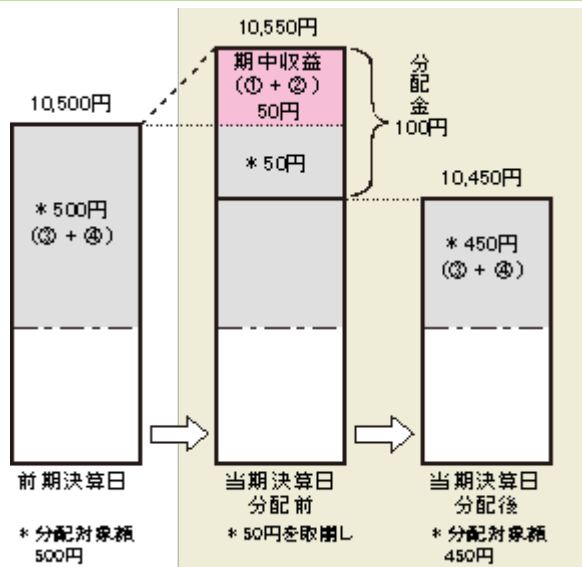 10,550円
期中収益
(① + ②)
50円
分配金
100円
10,500円
* 50円
10,450円
* 500円
(③ + ④)
* 450円
(③ + ④)
前期決算日
当期決算日
分配前
当期決算日
分配後
* 分配対象額
500円
* 50円を取崩し
* 分配対象額
450円